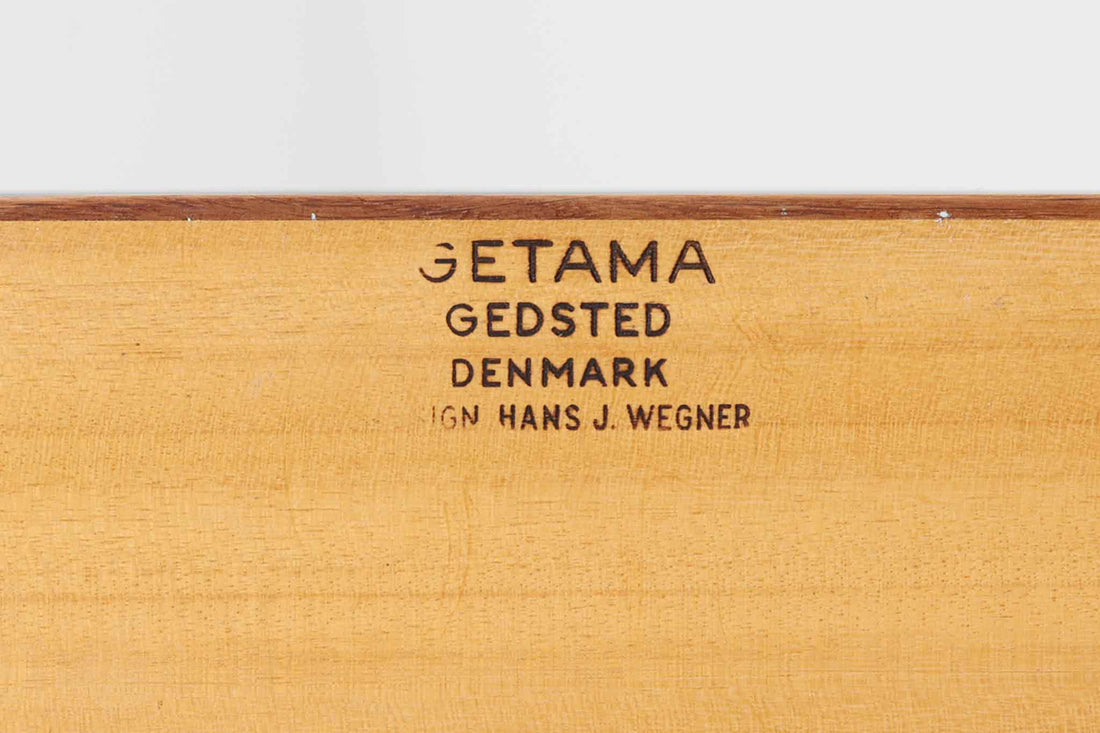 GETAMA
GEDSTED
DENMARK
IGN HANS J. WEGNER